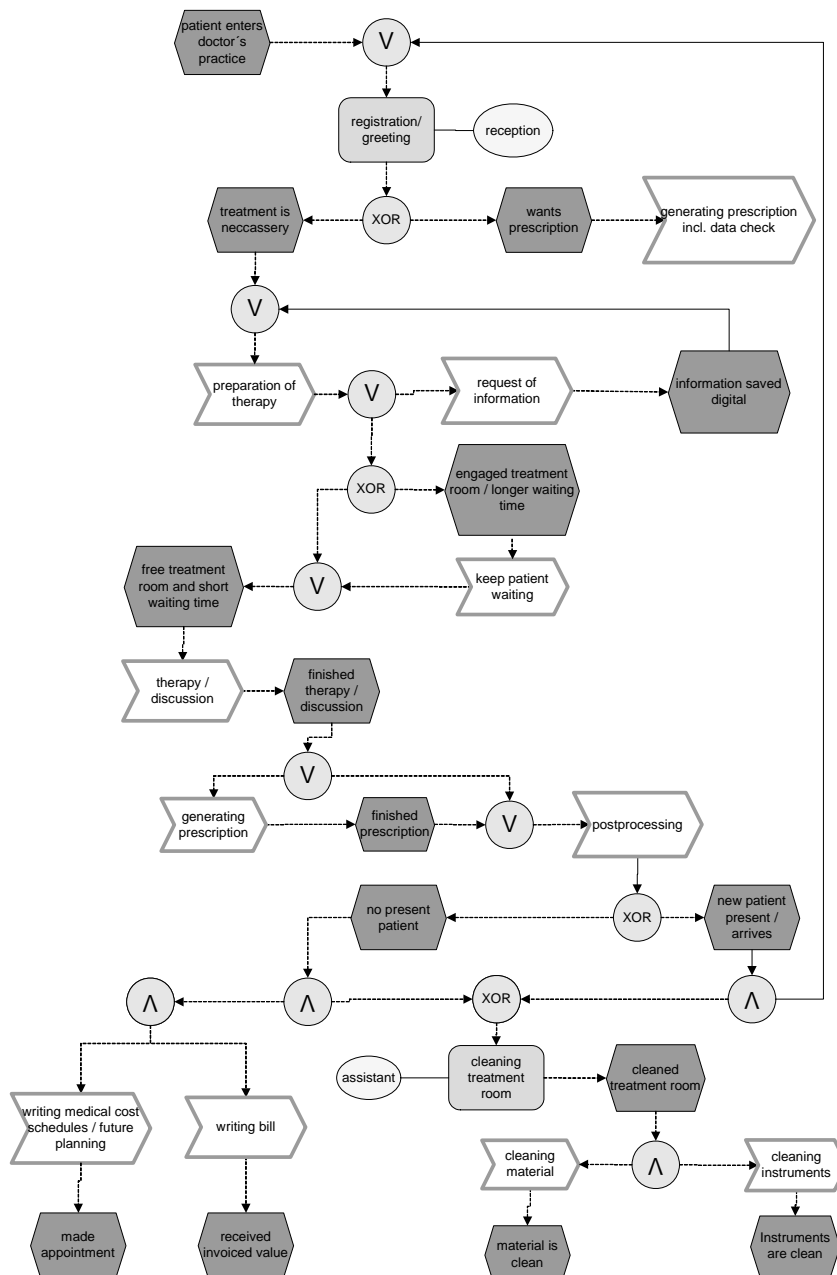 patient enters
doctor´s
practice
V
registration/
greeting
reception
treatment is
neccassery
XOR
wants
prescription
generating prescription
incl. data check
V
preparation of
therapy
V
request of
information
information saved
digital
XOR
engaged treatment
room / longer waiting
time
free treatment
room and short
waiting time
V
keep patient
waiting
therapy /
discussion
finished
therapy /
discussion
V
generating
prescription
finished
prescription
V
postprocessing
no present
patient
XOR
new patient
present /
arrives
Λ
Λ
XOR
Λ
assistant
cleaning
treatment
room
cleaned
treatment room
writing medical cost
schedules / future
planning
writing bill
cleaning
material
Λ
cleaning
instruments
made
appointment
received
invoiced value
material is
clean
Instruments
are clean